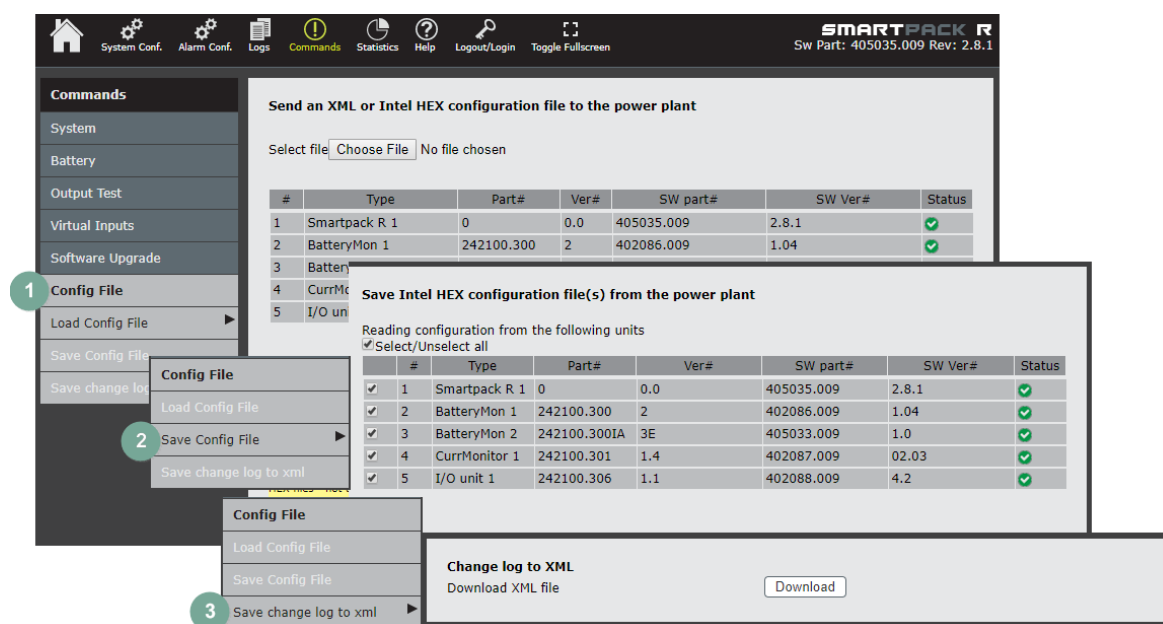 System Conf. Alarm Conf. Logs Commands Statistics Help Logout/Login Toggle Fullscreen
SMARTPACK R
Sw Part: 405035.009 Rev: 2.8.1
Commands
System
Battery
Output Test
Virtual Inputs
Software Upgrade
1 Config File
Load Config File
Save Config File
Save change log
Send an XML or Intel HEX configuration file to the power plant
Select file Choose File No file chosen
# Type Part# Ver# SW part# SW Ver# Status
1 Smartpack R 1 0 0.0 405035.009 2.8.1
2 BatteryMon 1 242100.300 2 402086.009 1.04
3 Battery
4 CurrMo
5 I/O un
Config File
Load Config File
2 Save Config File
Save change log to xml
Save Intel HEX configuration file(s) from the power plant
Reading configuration from the following units
Select/Unselect all
# Type Part# Ver# SW part# SW Ver# Status
1 Smartpack R 1 0 0.0 405035.009 2.8.1
2 BatteryMon 1 242100.300 2 402086.009 1.04
3 BatteryMon 2 242100.300IA 3E 405033.009 1.0
4 CurrMonitor 1 242100.301 1.4 402087.009 02.03
5 I/O unit 1 242100.306 1.1 402088.009 4.2
Config File
Load Config File
Save Config File
3 Save change log to xml
Change log to XML
Download XML file Download